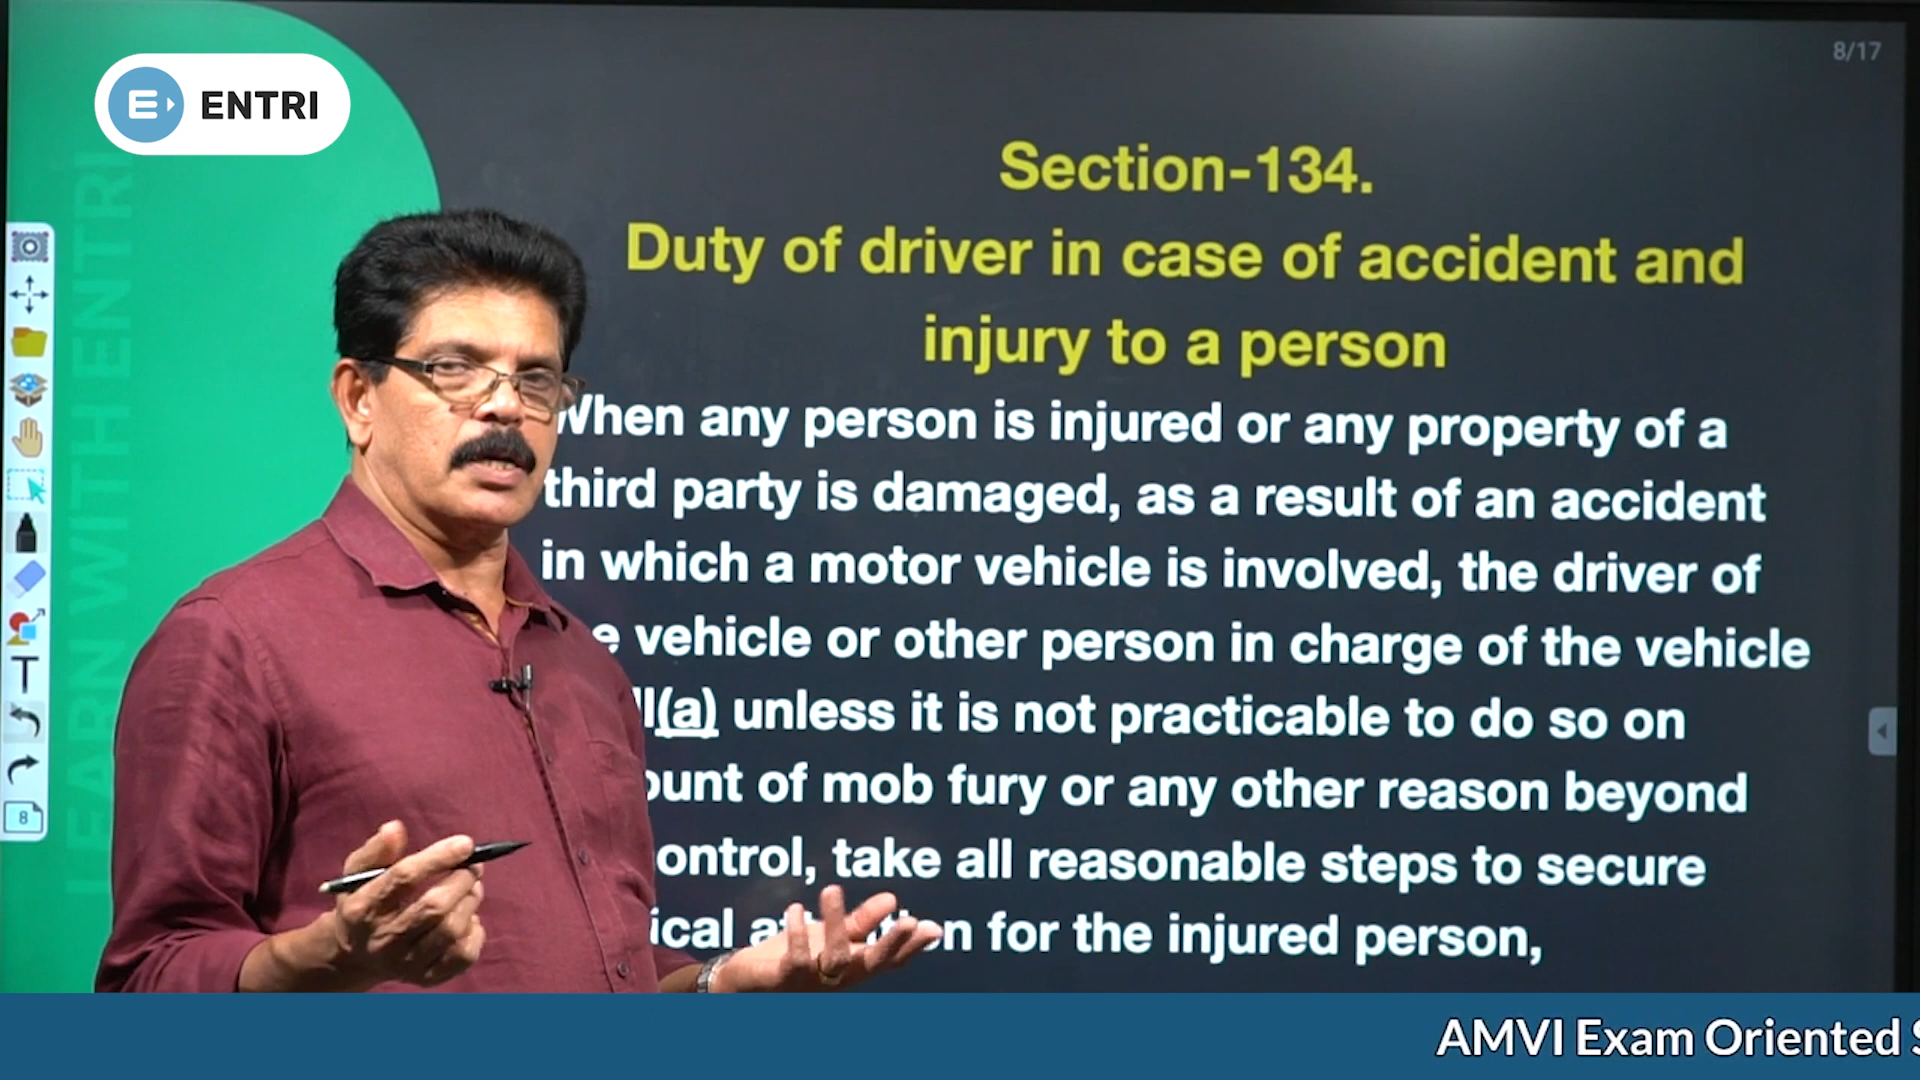 ENTRI
8/17
LEARN WITH ENTRI
Section-134.
Duty of driver in case of accident and
injury to a person
When any person is injured or any property of a
third party is damaged, as a result of an accident
in which a motor vehicle is involved, the driver of
vehicle or other person in charge of the vehicle
(a) unless it is not practicable to do so on
of mob fury or any other reason beyond
take all reasonable steps to secure
for the injured person,
T
8
AMVI Exam Oriented